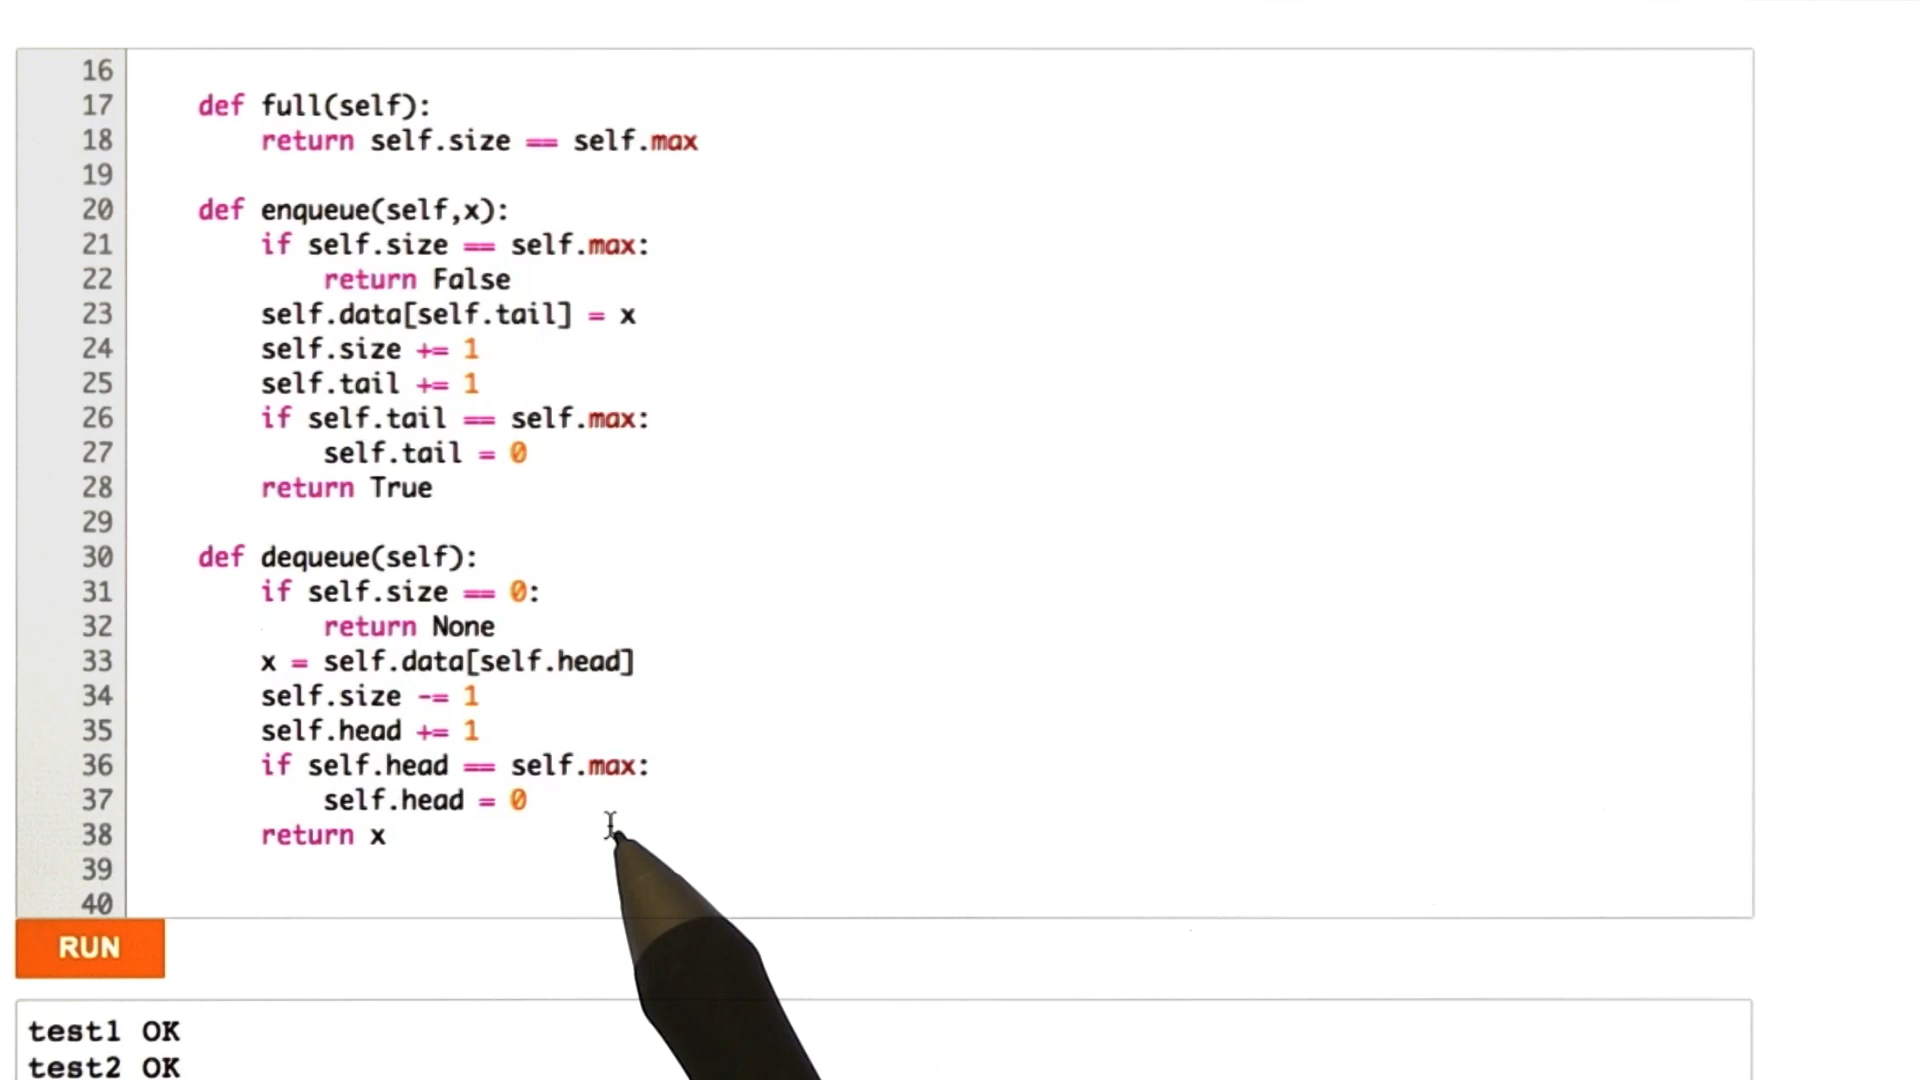 16
17 def full(self):
18 return self.size == self.max
19
20 def enqueue(self,x):
21 if self.size == self.max:
22 return False
23 self.data[self.tail] = x
24 self.size += 1
25 self.tail += 1
26 if self.tail == self.max:
27 self.tail = 0
28 return True
29
30 def dequeue(self):
31 if self.size == 0:
32 return None
33 x = self.data[self.head]
34 self.size -= 1
35 self.head += 1
36 if self.head == self.max:
37 self.head = 0
38 return x
39
40
RUN
test1 OK
test2 OK